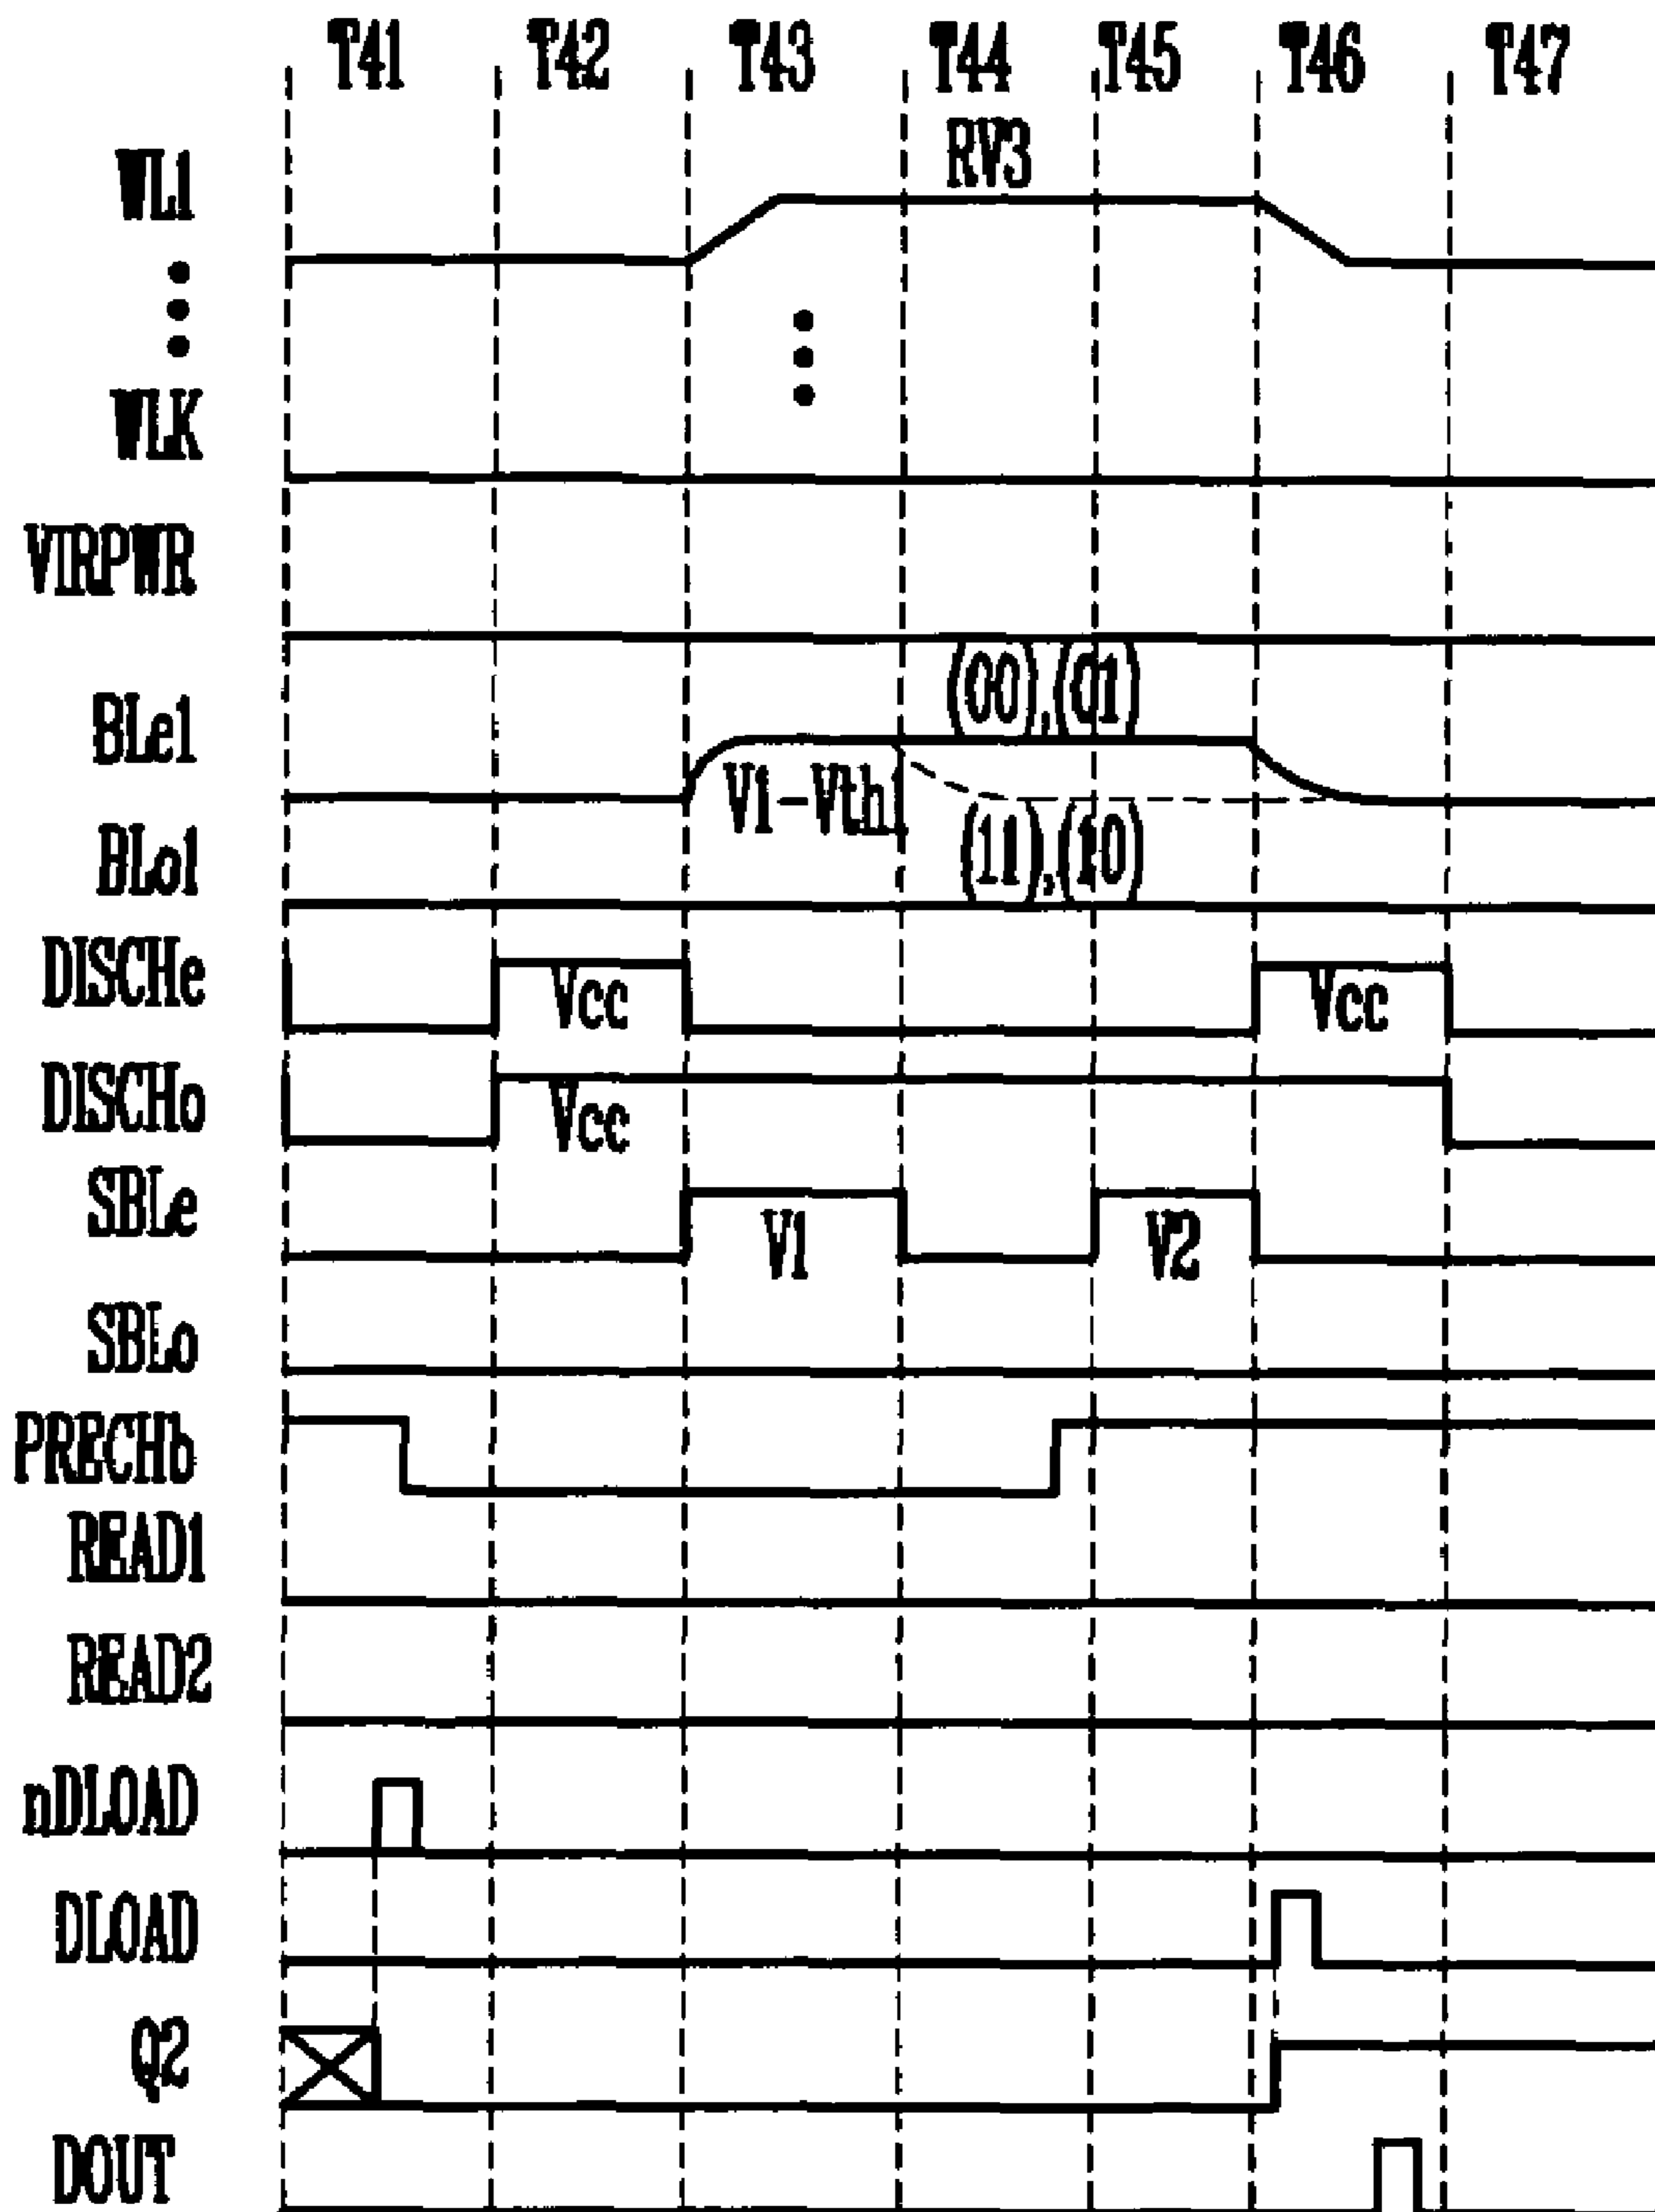 T41 T42 T43 T44 T45 T46 T47
RV3
WL1
WLK
VIRPWR
(00),(01)
BLe1
V1-Vth1
(11),(10)
BLo1
DISCHe
Vcc Vcc
DISCHo
Vcc
SBLe
V1 V2
SBLo
PRECHb
READ1
READ2
nDLOAD
DLOAD
Q2
DOUT